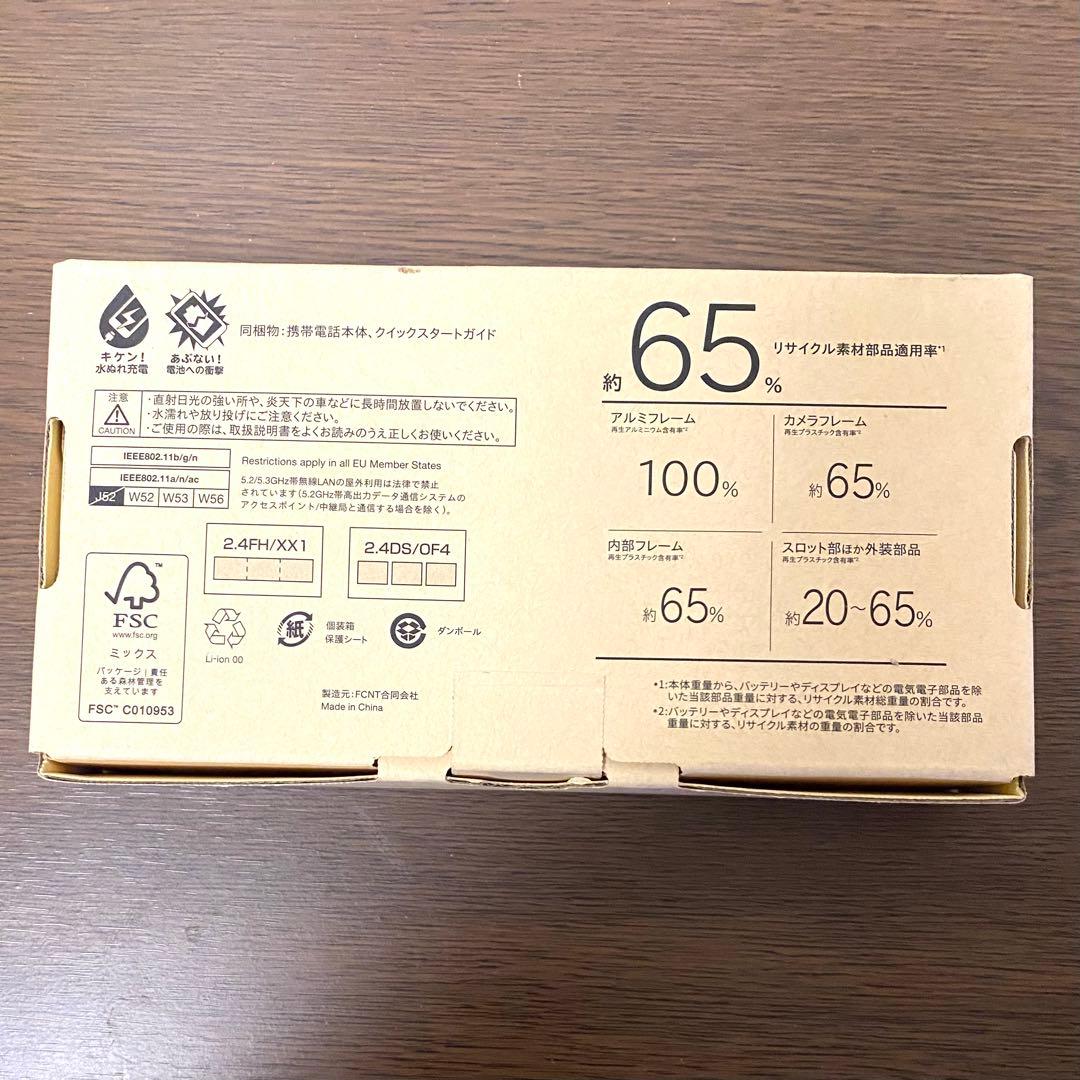 キケン!
水ぬれ充電
あぶない!
電池への衝撃
同梱物:携帯電話本体、クイックスタートガイド
注意
CAUTION
・直射日光の強い所や、炎天下の車などに長時間放置しないでください。
・水濡れや放り投げにご注意ください。
・ご使用の際は、取扱説明書をよくお読みのうえ正しくお使いください。
IEEE802.11b/g/n
IEEE802.11a/n/ac
J52 W52 W53 W56
Restrictions apply in all EU Member States
5.2/5.3GHz帯無線LANの屋外利用は法律で禁止
されています(5.2GHz帯高出力データ通信システムの
アクセスポイント/中継局と通信する場合を除く)。
2.4FH/XX1
2.4DS/OF4
FSC
www.fsc.org
ミックス
パッケージ|責任
ある森林管理を
支えています
FSC™ C010953
Li-ion 00
紙
個装箱
保護シート
ダンボール
製造元:FCNT合同会社
Made in China
約65% リサイクル素材部品適用率*1
アルミフレーム
再生アルミニウム含有率*2
100%
カメラフレーム
再生プラスチック含有率*2
約65%
内部フレーム
再生プラスチック含有率*2
約65%
スロット部ほか外装部品
再生プラスチック含有率*2
約20~65%
*1:本体重量から、バッテリーやディスプレイなどの電気電子部品を除
いた当該部品重量に対する、リサイクル素材総重量の割合です。
*2:バッテリーやディスプレイなどの電気電子部品を除いた当該部品
重量に対する、リサイクル素材の重量の割合です。